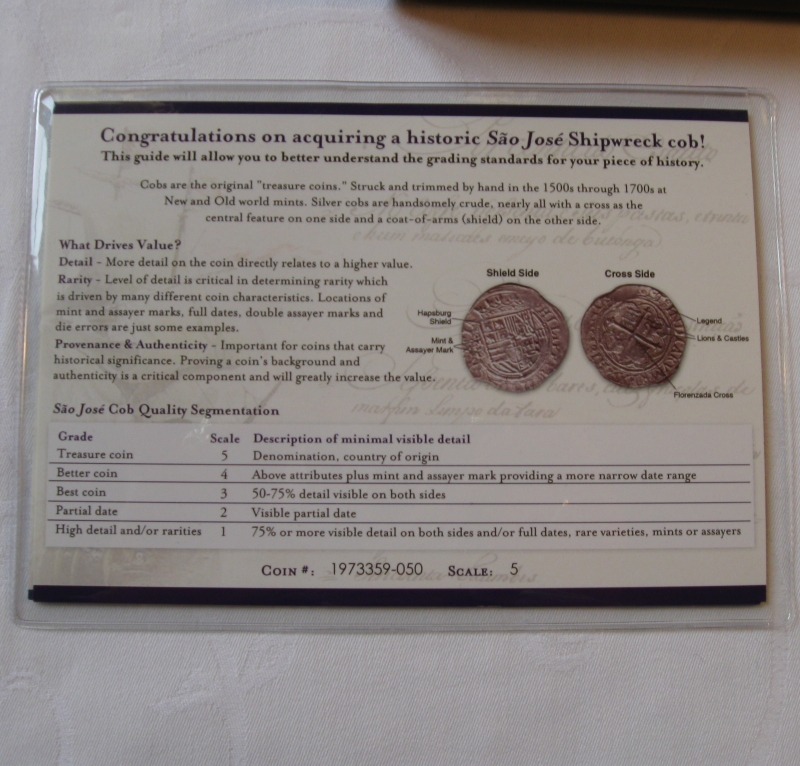 Congratulations on acquiring a historic São José Shipwreck cob!
This guide will allow you to better understand the grading standards for your piece of history.
Cobs are the original "treasure coins." Struck and trimmed by hand in the 1500s through 1700s at
New and Old world mints. Silver cobs are handsomely crude, nearly all with a cross as the
central feature on one side and a coat-of-arms (shield) on the other side.
What Drives Value?
Detail - More detail on the coin directly relates to a higher value.
Rarity - Level of detail is critical in determining rarity which
is driven by many different coin characteristics. Locations of
mint and assayer marks, full dates, double assayer marks and
die errors are just some examples.
Provenance & Authenticity - Important for coins that carry
historical significance. Proving a coin's background and
authenticity is a critical component and will greatly increase the value.
Shield Side
Hapsburg
Shield
Mint &
Assayer Mark
Cross Side
Legend
Lions & Castles
Florenzada Cross
São José Cob Quality Segmentation
Grade Scale Description of minimal visible detail
Treasure coin 5 Denomination, country of origin
Better coin 4 Above attributes plus mint and assayer mark providing a more narrow date range
Best coin 3 50-75% detail visible on both sides
Partial date 2 Visible partial date
High detail and/or rarities 1 75% or more visible detail on both sides and/or full dates, rare varieties, mints or assayers
Coin #: 1973359-050 Scale: 5